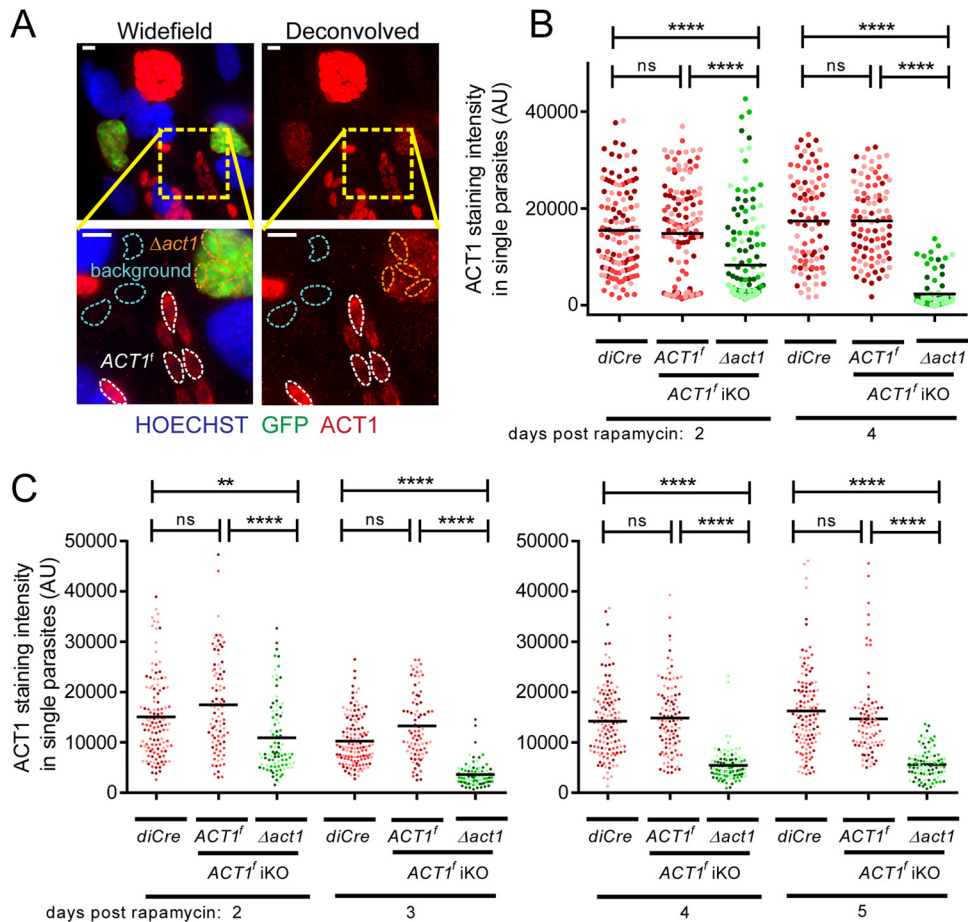 A
Widefield
Deconvolved
Δact1
background
ACT1f
HOECHST GFP ACT1
B
**** ****
ns **** ns ****
ACT1 staining intensity
in single parasites (AU)
40000
20000
0
diCre ACT1f Δact1 diCre ACT1f Δact1
ACT1f iKO ACT1f iKO
days post rapamycin: 2 4
C
** **** **** ****
ns **** ns **** ns **** ns ****
ACT1 staining intensity
in single parasites (AU)
50000 50000
40000 40000
30000 30000
20000 20000
10000 10000
0 0
diCre ACT1f Δact1 diCre ACT1f Δact1 diCre ACT1f Δact1 diCre ACT1f Δact1
ACT1f iKO ACT1f iKO ACT1f iKO ACT1f iKO
days post rapamycin: 2 3 4 5